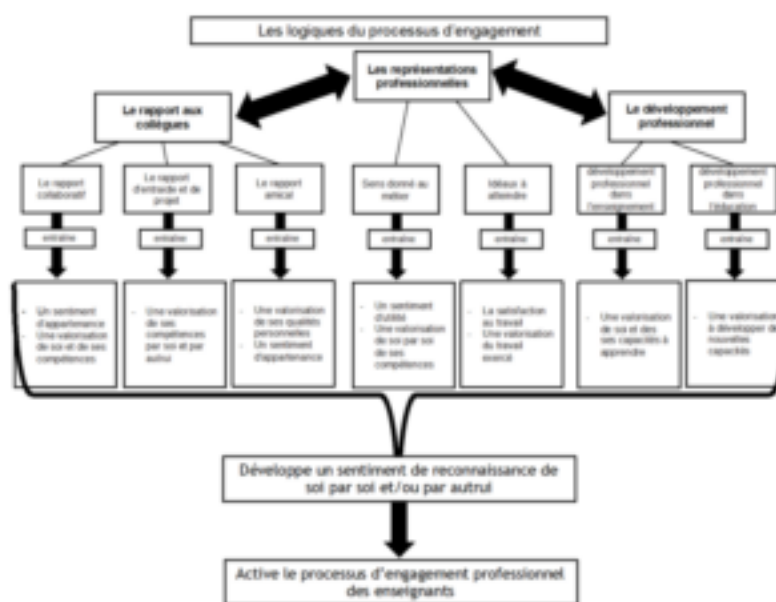 Les logiques du processus d'engagement
Les représentations
professionnelles
Le rapport aux
collègues
Le développement
professionnel
Le rapport
collaboratif
Le rapport
d'entraide et de
projet
Le rapport
amical
Sens donné au
métier
Idéaux à
atteindre
développement
professionnel
dans
l'enseignement
développement
professionnel
dans
l'éducation
entraîne
entraîne
entraîne
entraîne
entraîne
entraîne
entraîne
- Un sentiment
d'appartenance
- Une valorisation
de soi et de ses
compétences
- Une valorisation
de ses
compétences
par soi et par
autrui
- Une valorisation
de ses qualités
personnelles
- Un sentiment
d'appartenance
- Un sentiment
d'utilité
- Une valorisation
de soi par soi
de ses
compétences
- La satisfaction
au travail
- Une valorisation
du travail
exercé
- Une valorisation
de soi et des
ses capacités à
apprendre
- Une valorisation
à développer de
nouvelles
capacités
Développe un sentiment de reconnaissance de
soi par soi et/ou par autrui
Active le processus d'engagement professionnel
des enseignants